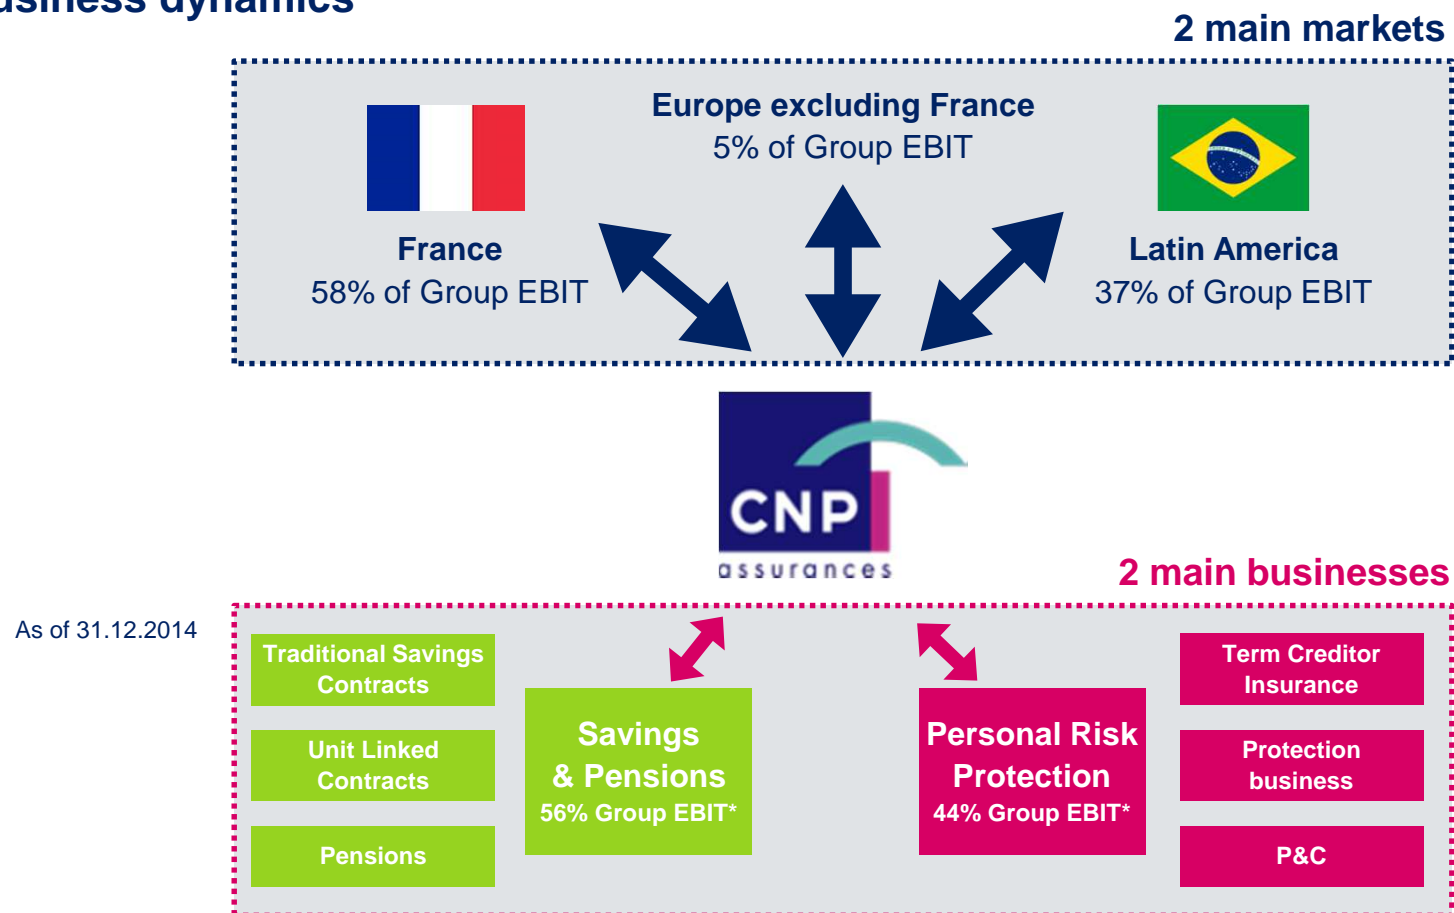 business dynamics
2 main markets
Europe excluding France
5% of Group EBIT
France
58% of Group EBIT
Latin America
37% of Group EBIT
CNP
assurances
2 main businesses
As of 31.12.2014
Traditional Savings
Contracts
Unit Linked
Contracts
Pensions
Savings
& Pensions
56% Group EBIT*
Personal Risk
Protection
44% Group EBIT*
Term Creditor
Insurance
Protection
business
P&C